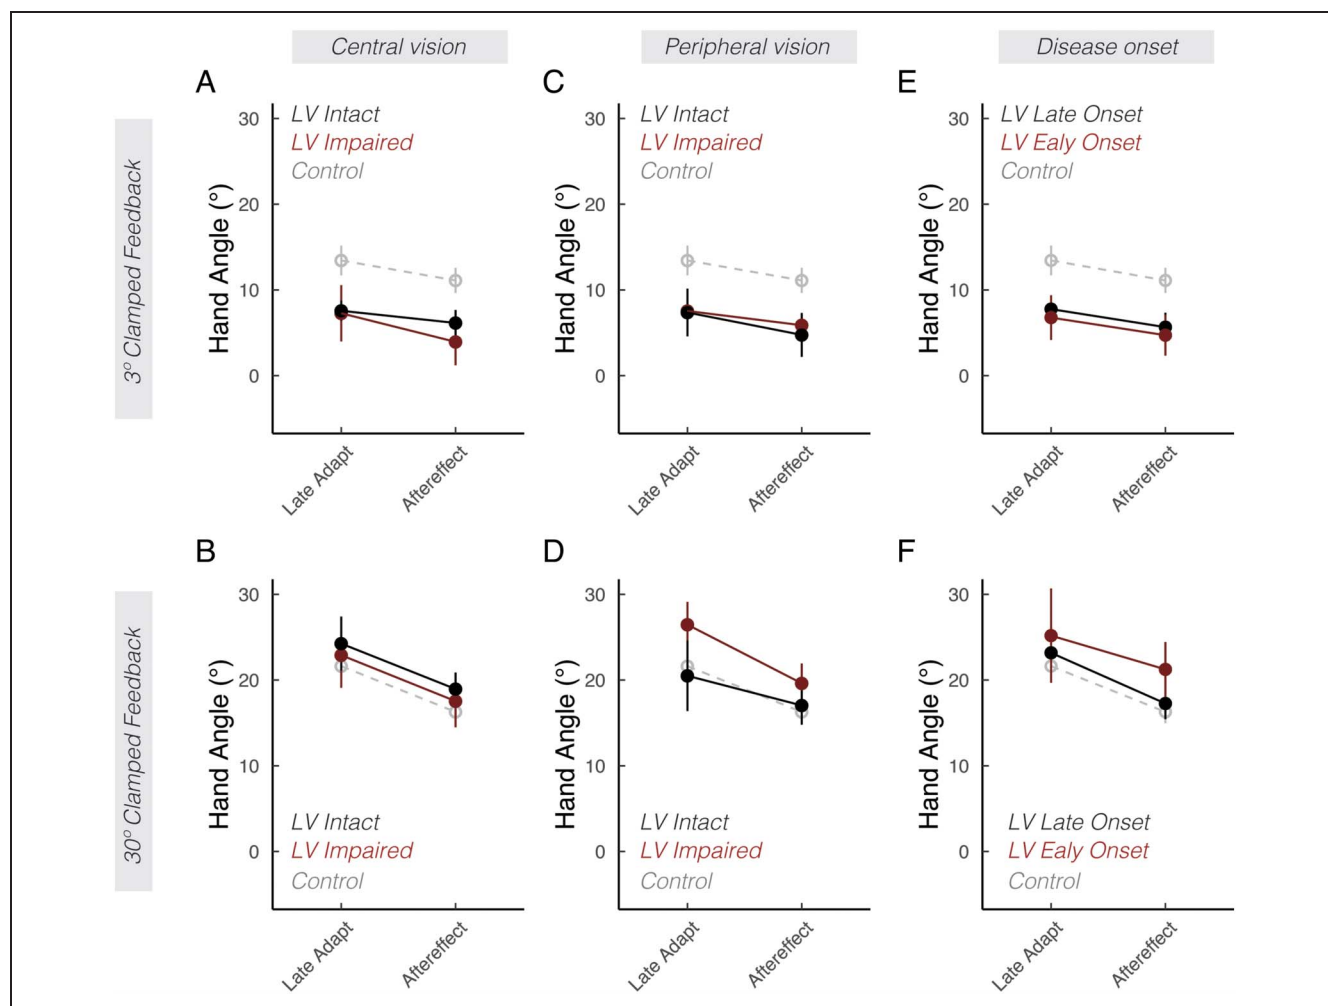 Central vision
Peripheral vision
Disease onset
3º Clamped Feedback
A
LV Intact
LV Impaired
Control
Hand Angle (°)
30
20
10
0
Late Adapt
Aftereffect
C
LV Intact
LV Impaired
Control
Hand Angle (°)
30
20
10
0
Late Adapt
Aftereffect
E
LV Late Onset
LV Ealy Onset
Control
Hand Angle (°)
30
20
10
0
Late Adapt
Aftereffect
30º Clamped Feedback
B
Hand Angle (°)
30
20
10
0
LV Intact
LV Impaired
Control
Late Adapt
Aftereffect
D
Hand Angle (°)
30
20
10
0
LV Intact
LV Impaired
Control
Late Adapt
Aftereffect
F
Hand Angle (°)
30
20
10
0
LV Late Onset
LV Ealy Onset
Control
Late Adapt
Aftereffect